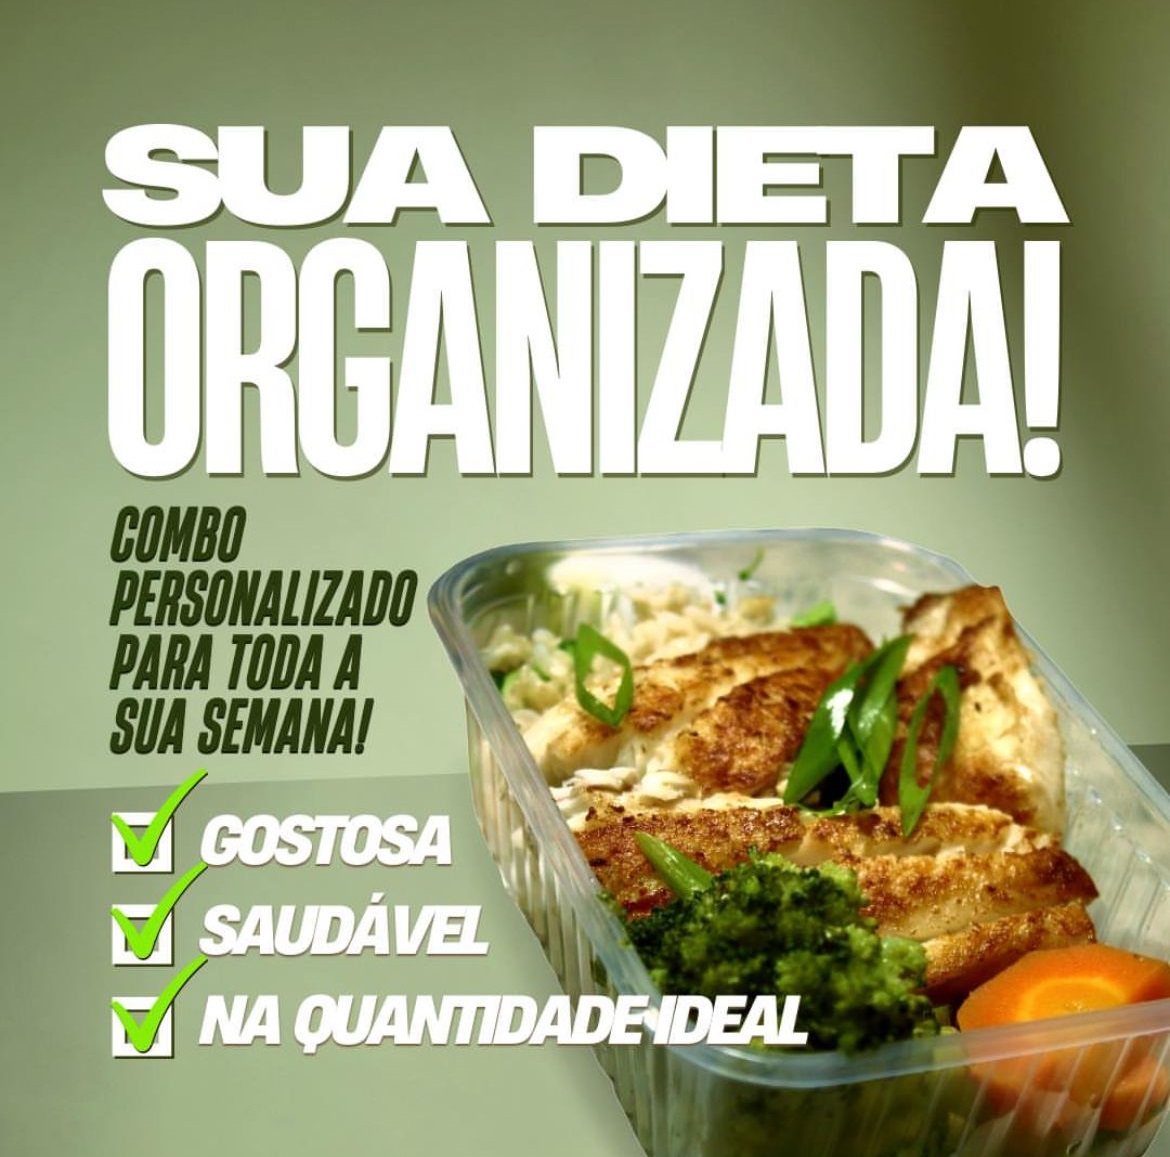 SUA DIETA
ORGANIZADA!
COMBO
PERSONALIZADO
PARA TODA A
SUA SEMANA!
GOSTOSA
SAUDÁVEL
NA QUANTIDADE IDEAL